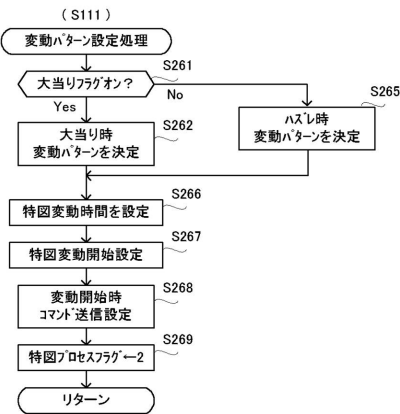 ( S111 )
変動パターン設定処理
S261
大当りフラグオン?
No
Yes
S265
S262
ハズレ時
変動パターンを決定
大当り時
変動パターンを決定
S266
特図変動時間を設定
S267
特図変動開始設定
S268
変動開始時
コマンド送信設定
S269
特図プロセスフラグ←2
リターン